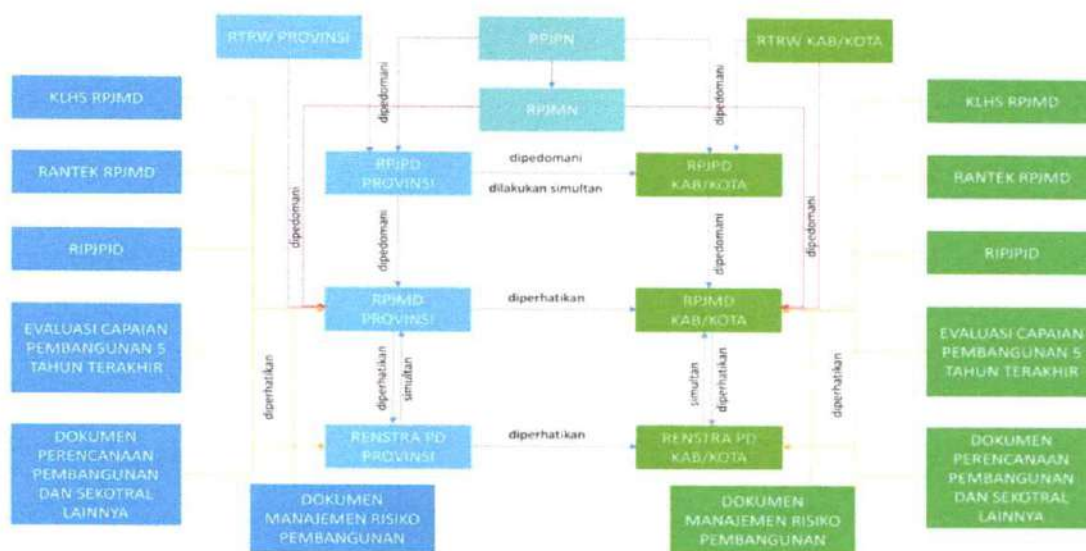 RTRW PROVINSI
RPJPN
RTRW KAB/KOTA
KLHS RPJMD
RPJMN
KLHS RPJMD
dipedomani
dipedomani
RANTEK RPJMD
RPJPD
PROVINSI
dipedomani
dilakukan simultan
RPJPD
KAB/KOTA
RANTEK RPJMD
dipedomani
dipedomani
dipedomani
dipedomani
RIPJPID
RIPJPID
RPJMD
PROVINSI
diperhatikan
RPJMD
KAB/KOTA
EVALUASI CAPAIAN
PEMBANGUNAN 5
TAHUN TERAKHIR
EVALUASI CAPAIAN
PEMBANGUNAN 5
TAHUN TERAKHIR
diperhatikan
diperhatikan
simultan
simultan
diperhatikan
diperhatikan
RENSTRA PD
PROVINSI
diperhatikan
RENSTRA PD
KAB/KOTA
DOKUMEN
PERENCANAAN
PEMBANGUNAN
DAN SEKOTRAL
LAINNYA
DOKUMEN
PERENCANAAN
PEMBANGUNAN
DAN SEKOTRAL
LAINNYA
DOKUMEN
MANAJEMEN RISIKO
PEMBANGUNAN
DOKUMEN
MANAJEMEN RISIKO
PEMBANGUNAN